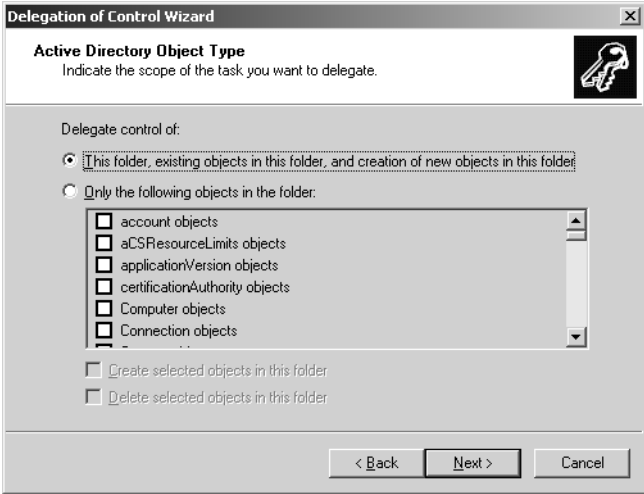 Delegation of Control Wizard
Active Directory Object Type
Indicate the scope of the task you want to delegate.
Delegate control of:
This folder, existing objects in this folder, and creation of new objects in this folder
Only the following objects in the folder:
account objects
aCSResourceLimits objects
applicationVersion objects
certificationAuthority objects
Computer objects
Connection objects
Create selected objects in this folder
Delete selected objects in this folder
< Back
Next >
Cancel